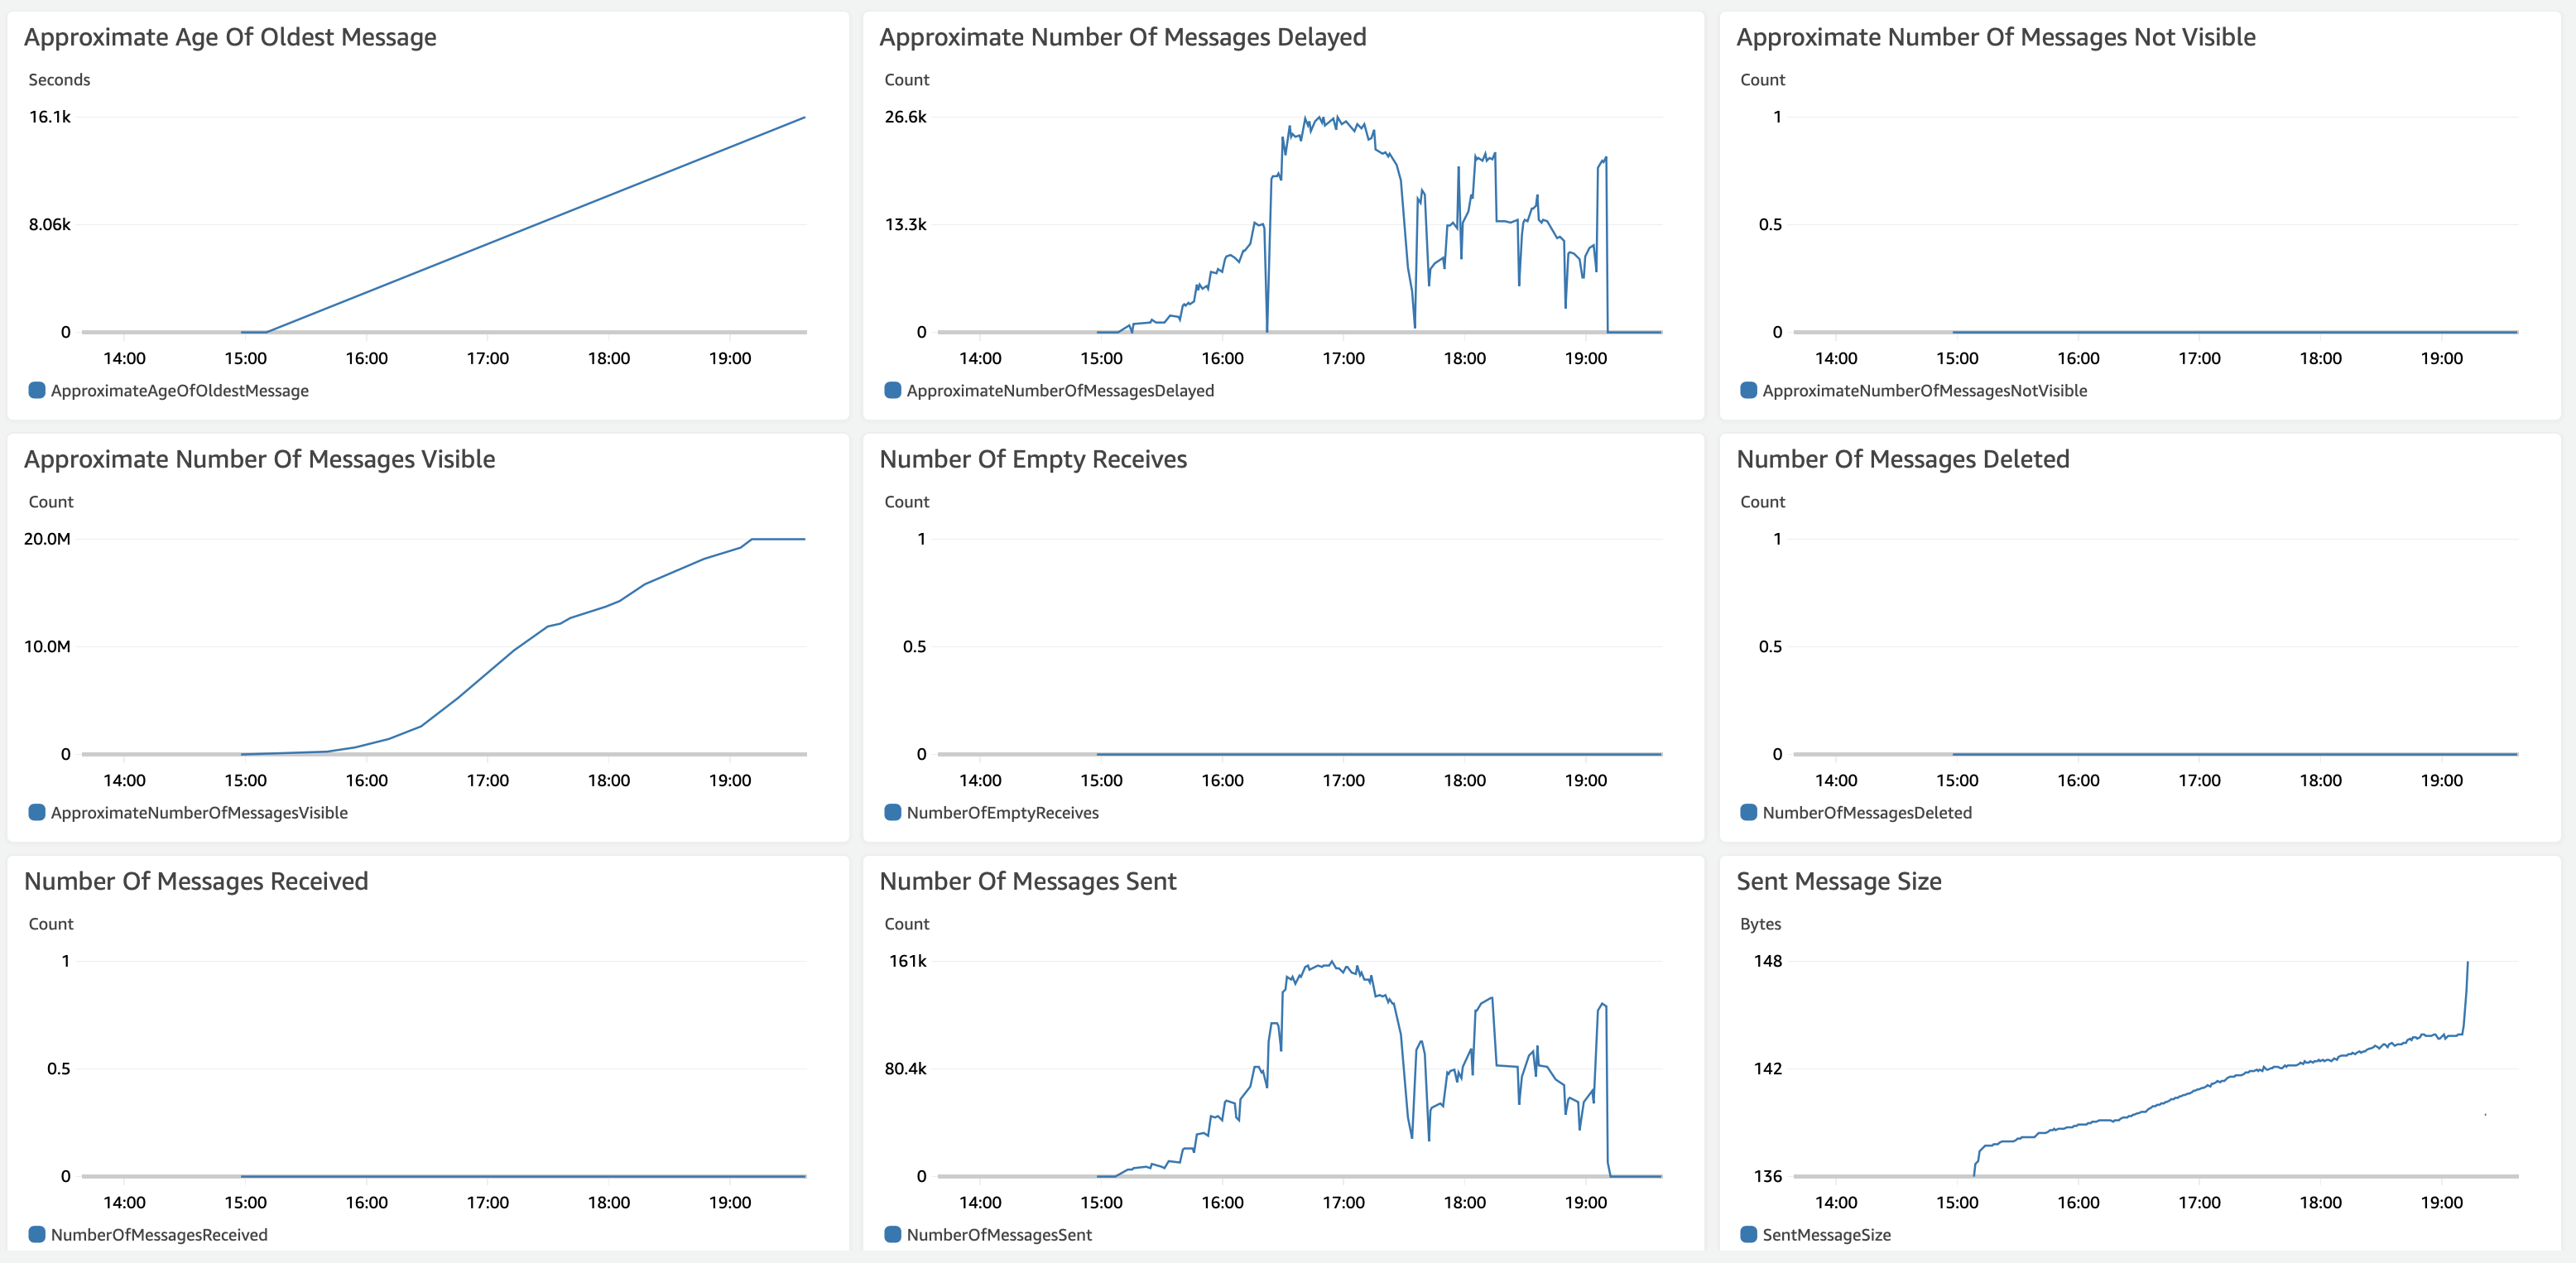 Approximate Age Of Oldest Message
Seconds
16.1k
8.06k
0
14:00 15:00 16:00 17:00 18:00 19:00
ApproximateAgeOfOldestMessage
Approximate Number Of Messages Delayed
Count
26.6k
13.3k
0
14:00 15:00 16:00 17:00 18:00 19:00
ApproximateNumberOfMessagesDelayed
Approximate Number Of Messages Not Visible
Count
1
0.5
0
14:00 15:00 16:00 17:00 18:00 19:00
ApproximateNumberOfMessagesNotVisible
Approximate Number Of Messages Visible
Count
20.0M
10.0M
0
14:00 15:00 16:00 17:00 18:00 19:00
ApproximateNumberOfMessagesVisible
Number Of Empty Receives
Count
1
0.5
0
14:00 15:00 16:00 17:00 18:00 19:00
NumberOfEmptyReceives
Number Of Messages Deleted
Count
1
0.5
0
14:00 15:00 16:00 17:00 18:00 19:00
NumberOfMessagesDeleted
Number Of Messages Received
Count
1
0.5
0
14:00 15:00 16:00 17:00 18:00 19:00
NumberOfMessagesReceived
Number Of Messages Sent
Count
161k
80.4k
0
14:00 15:00 16:00 17:00 18:00 19:00
NumberOfMessagesSent
Sent Message Size
Bytes
148
142
136
14:00 15:00 16:00 17:00 18:00 19:00
SentMessageSize